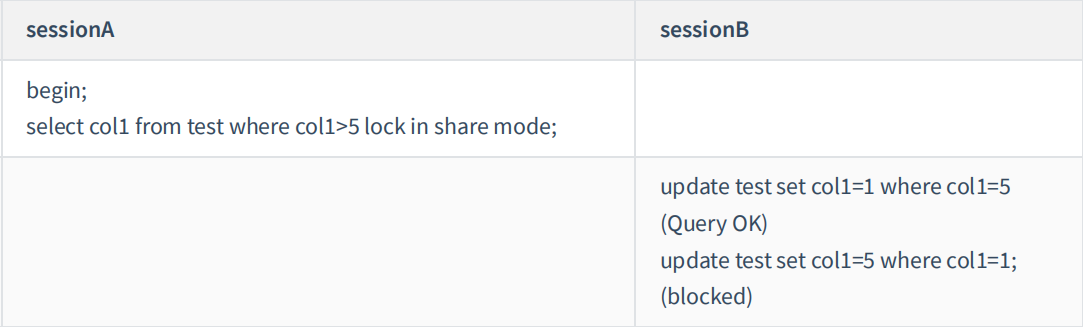 sessionA
sessionB
begin;
select col1 from test where col1>5 lock in share mode;
update test set col1=1 where col1=5
(Query OK)
update test set col1=5 where col1=1;
(blocked)